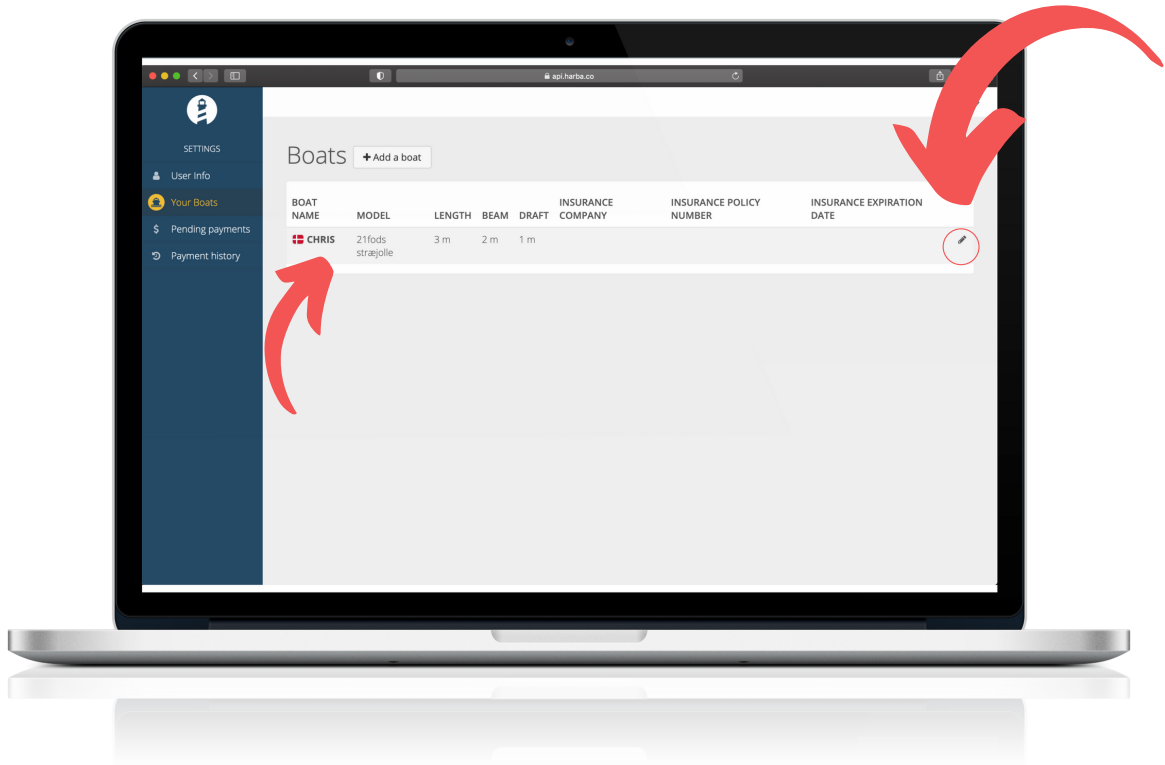 api.harba.co
SETTINGS
User Info
Your Boats
$ Pending payments
Payment history
Boats
+ Add a boat
BOAT NAME
MODEL
LENGTH
BEAM
DRAFT
INSURANCE COMPANY
INSURANCE POLICY NUMBER
INSURANCE EXPIRATION DATE
CHRIS
21fods stræjolle
3 m
2 m
1 m